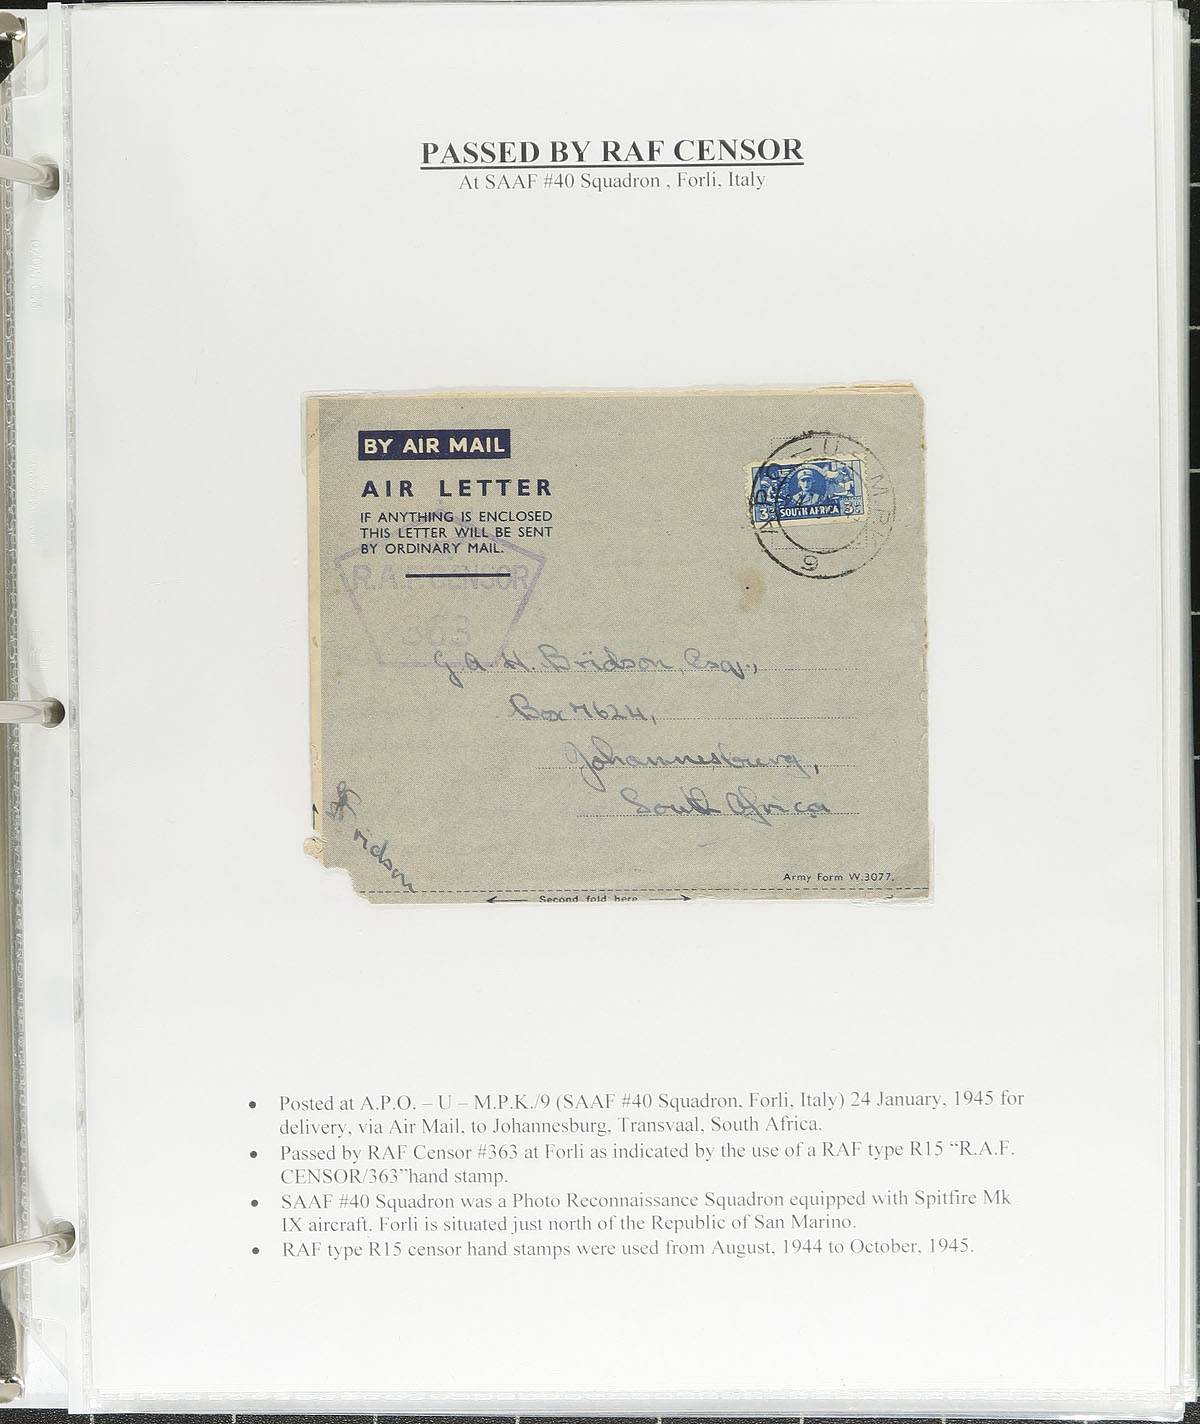 PASSED BY RAF CENSOR
At SAAF #40 Squadron , Forli, Italy
BY AIR MAIL
AIR LETTER
IF ANYTHING IS ENCLOSED
THIS LETTER WILL BE SENT
BY ORDINARY MAIL.
R.A.F. CENSOR
363
A.P.O. – U – M.P.K.
9
3D SOUTH AFRICA 3D
G. A. H. Bridson, Esq.,
Box 7624,
Johannesburg,
South Africa
ridson
Army Form W.3077.
Second fold here
• Posted at A.P.O. – U – M.P.K./9 (SAAF #40 Squadron, Forli, Italy) 24 January, 1945 for
delivery, via Air Mail, to Johannesburg, Transvaal, South Africa.
• Passed by RAF Censor #363 at Forli as indicated by the use of a RAF type R15 “R.A.F.
CENSOR/363”hand stamp.
• SAAF #40 Squadron was a Photo Reconnaissance Squadron equipped with Spitfire Mk
IX aircraft. Forli is situated just north of the Republic of San Marino.
• RAF type R15 censor hand stamps were used from August, 1944 to October, 1945.